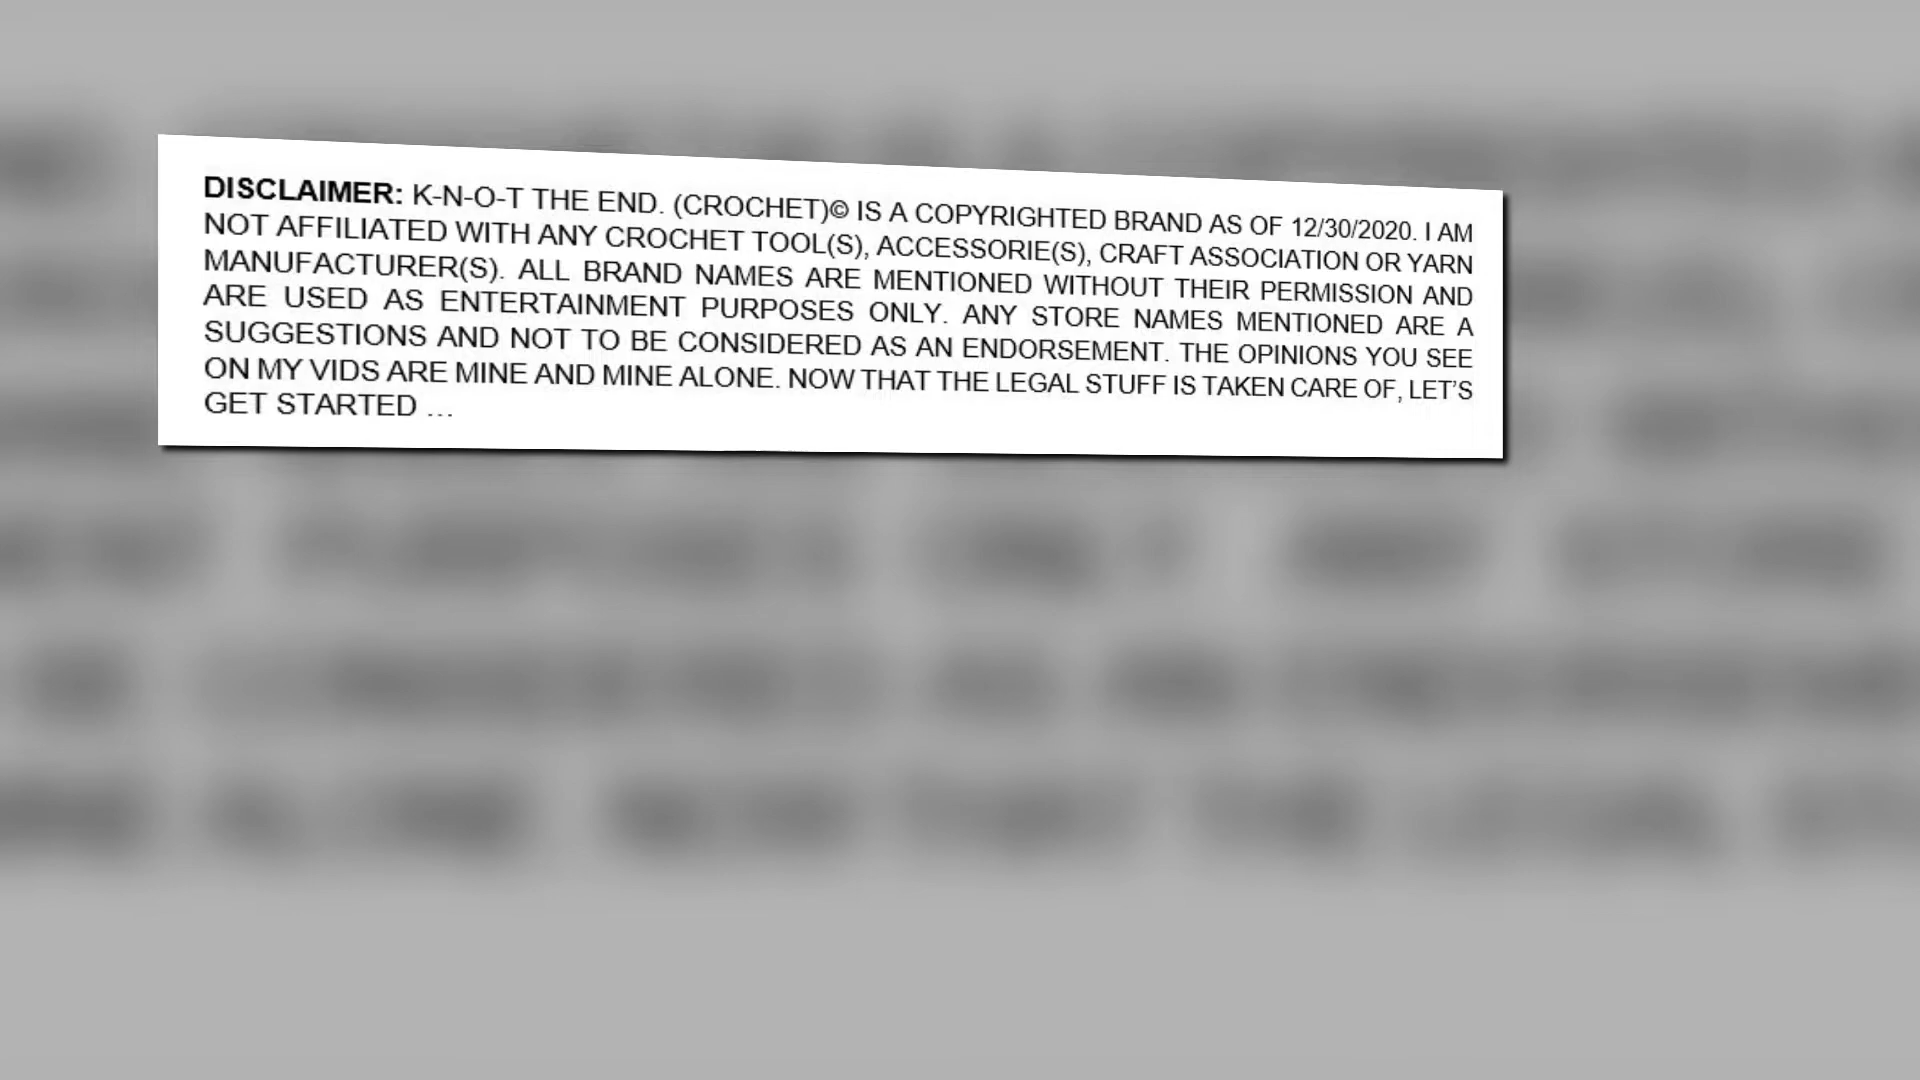 DISCLAIMER: K-N-O-T THE END. (CROCHET)© IS A COPYRIGHTED BRAND AS OF 12/30/2020. I AM
NOT AFFILIATED WITH ANY CROCHET TOOL(S), ACCESSORIE(S), CRAFT ASSOCIATION OR YARN
MANUFACTURER(S). ALL BRAND NAMES ARE MENTIONED WITHOUT THEIR PERMISSION AND
ARE USED AS ENTERTAINMENT PURPOSES ONLY. ANY STORE NAMES MENTIONED ARE A
SUGGESTIONS AND NOT TO BE CONSIDERED AS AN ENDORSEMENT. THE OPINIONS YOU SEE
ON MY VIDS ARE MINE AND MINE ALONE. NOW THAT THE LEGAL STUFF IS TAKEN CARE OF, LET'S
GET STARTED ...